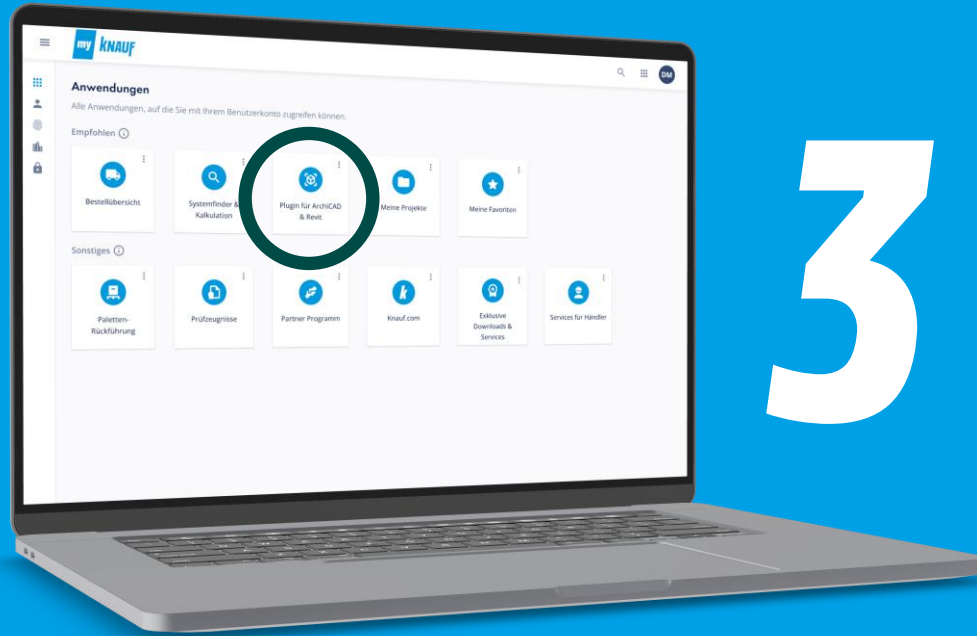 my KNAUF
DM
Anwendungen
Alle Anwendungen, auf die Sie mit Ihrem Benutzerkonto zugreifen können.
Empfohlen
Bestellübersicht
Systemfinder &
Kalkulation
Plugin für ArchiCAD
& Revit
Meine Projekte
Meine Favoriten
Sonstiges
Paletten-
Rückführung
Prüfzeugnisse
Partner Programm
Knauf.com
Exklusive
Downloads &
Services
Services für Händler
3